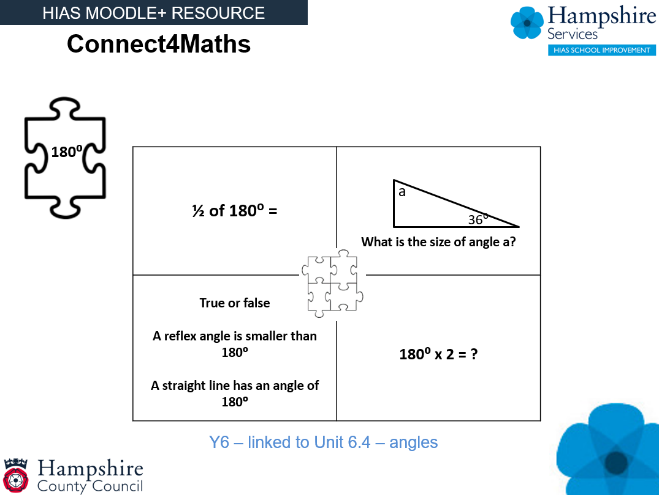 HIAS MOODLE+ RESOURCE
Connect4Maths
Hampshire
Services
HIAS SCHOOL IMPROVEMENT
180⁰
½ of 180⁰ =
a
36⁰
What is the size of angle a?
True or false
A reflex angle is smaller than
180⁰
A straight line has an angle of
180⁰
180⁰ x 2 = ?
Y6 – linked to Unit 6.4 – angles
Hampshire
County Council